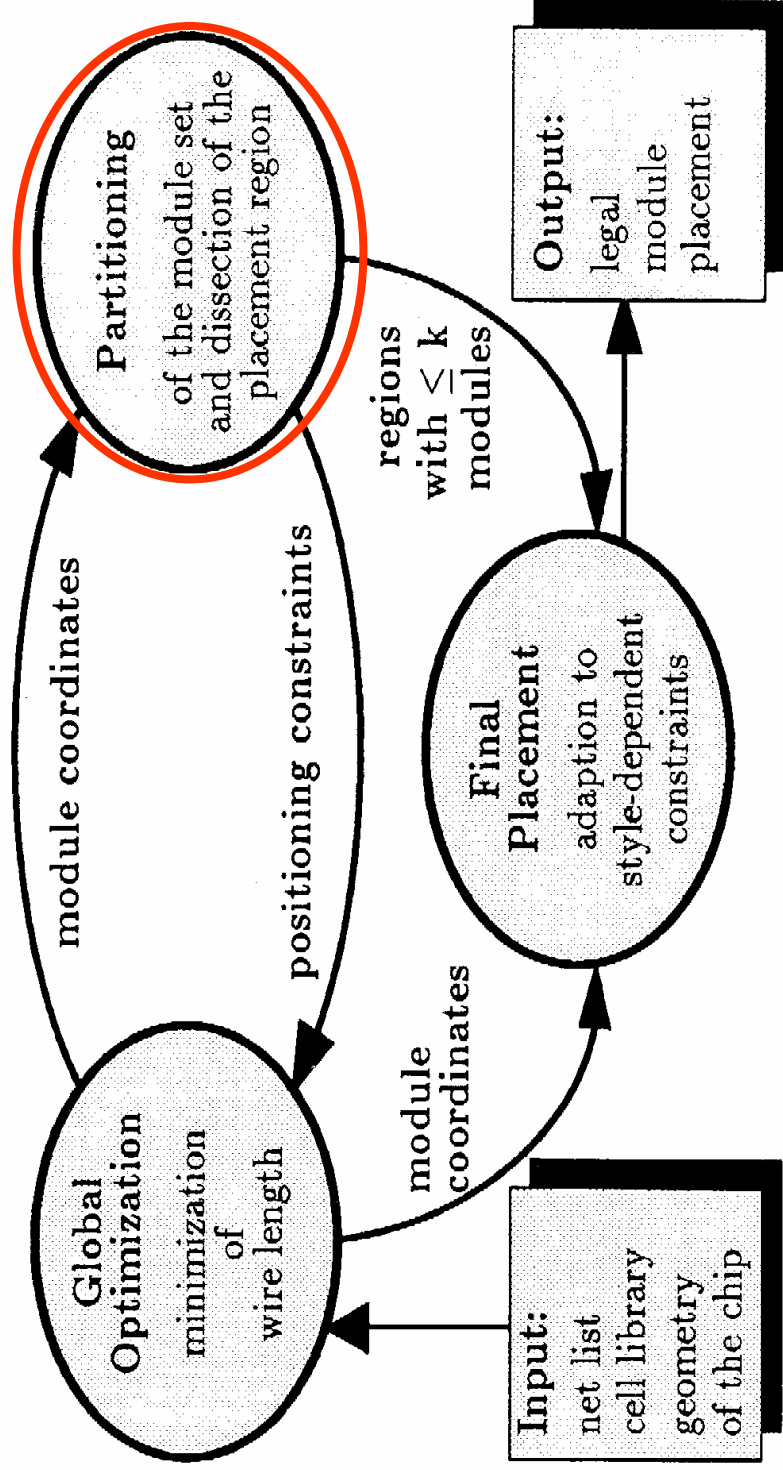 Global
Optimization
minimization
of
wire length
module coordinates
positioning constraints
Partitioning
of the module set
and dissection of the
placement region
module
coordinates
regions
with ≤ k
modules
Final
Placement
adaption to
style-dependent
constraints
Input:
net list
cell library
geometry
of the chip
Output:
legal
module
placement